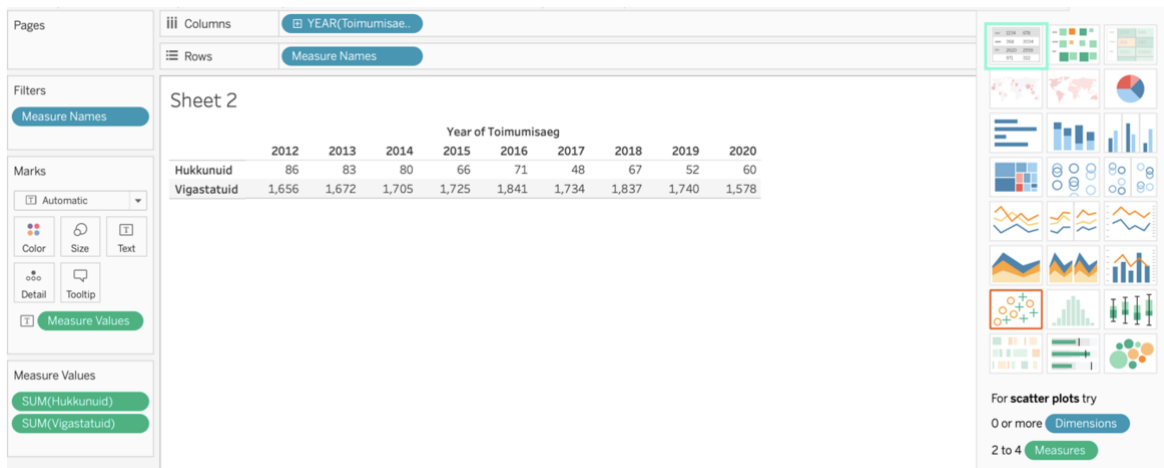 Pages
Columns
YEAR(Toimumisae..
Rows
Measure Names
Filters
Measure Names
Marks
Automatic
Color Size Text
Detail Tooltip
Measure Values
Measure Values
SUM(Hukkunuid)
SUM(Vigastatuid)
Sheet 2
Year of Toimumisaeg
2012 2013 2014 2015 2016 2017 2018 2019 2020
Hukkunuid 86 83 80 66 71 48 67 52 60
Vigastatuid 1,656 1,672 1,705 1,725 1,841 1,734 1,837 1,740 1,578
For scatter plots try
0 or more Dimensions
2 to 4 Measures